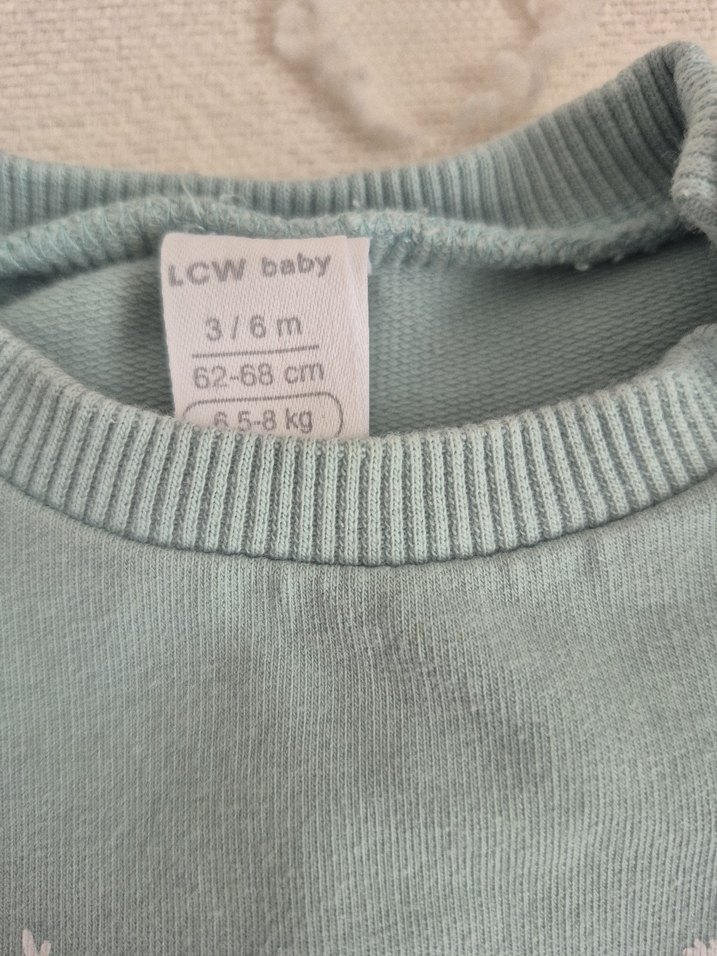 LCW baby
3 / 6 m
62-68 cm
6,5-8 kg